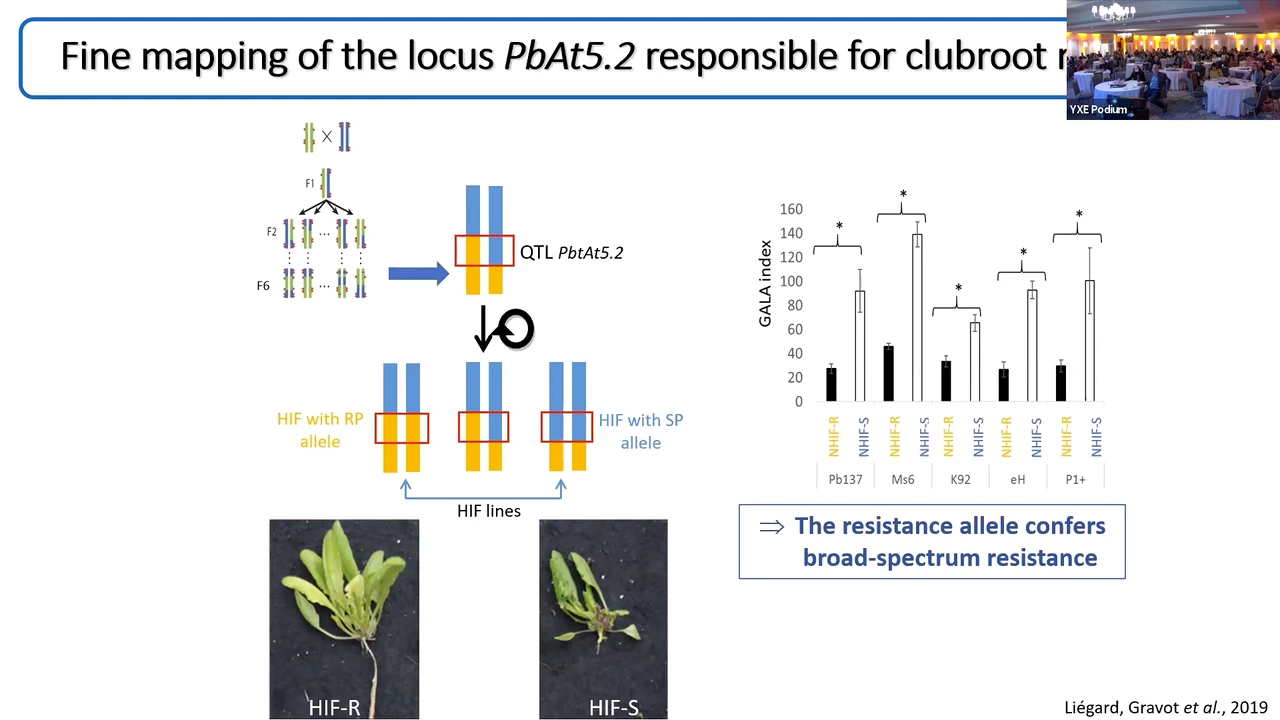 Fine mapping of the locus PbAt5.2 responsible for clubroot
YXE Podium
X
F1
F2
...
F6
...
QTL PbtAt5.2
HIF with RP
allele
HIF with SP
allele
HIF lines
HIF-R
HIF-S
GALA index
160
140
120
100
80
60
40
20
0
* * * * *
NHIF-R NHIF-S NHIF-R NHIF-S NHIF-R NHIF-S NHIF-R NHIF-S NHIF-R NHIF-S
Pb137 Ms6 K92 eH P1+
⇒ The resistance allele confers
broad-spectrum resistance
Liégard, Gravot et al., 2019